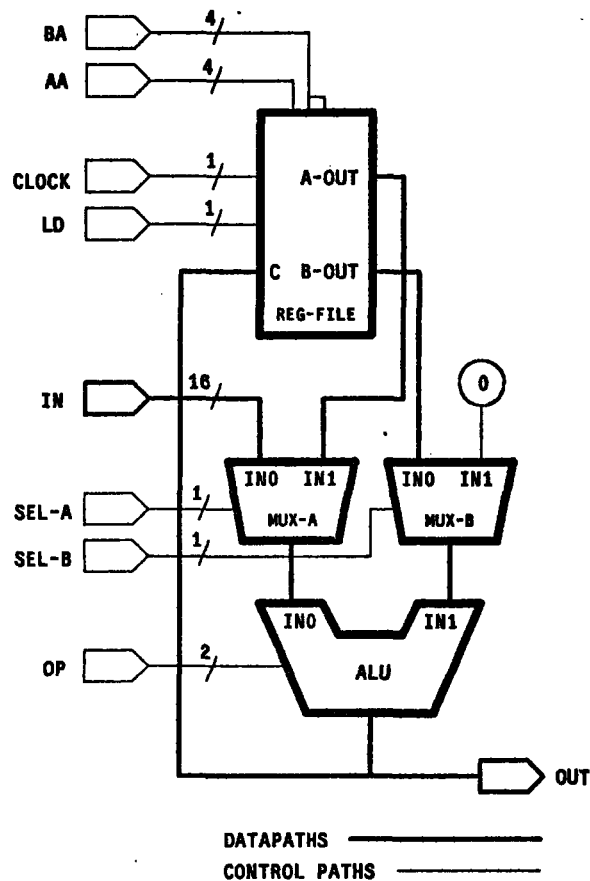 BA
4
AA
4
CLOCK
1
A-OUT
LD
1
C B-OUT
REG-FILE
IN
16
0
IN0 IN1
IN0 IN1
SEL-A
1
MUX-A
MUX-B
SEL-B
1
IN0
IN1
OP
2
ALU
OUT
DATAPATHS
CONTROL PATHS